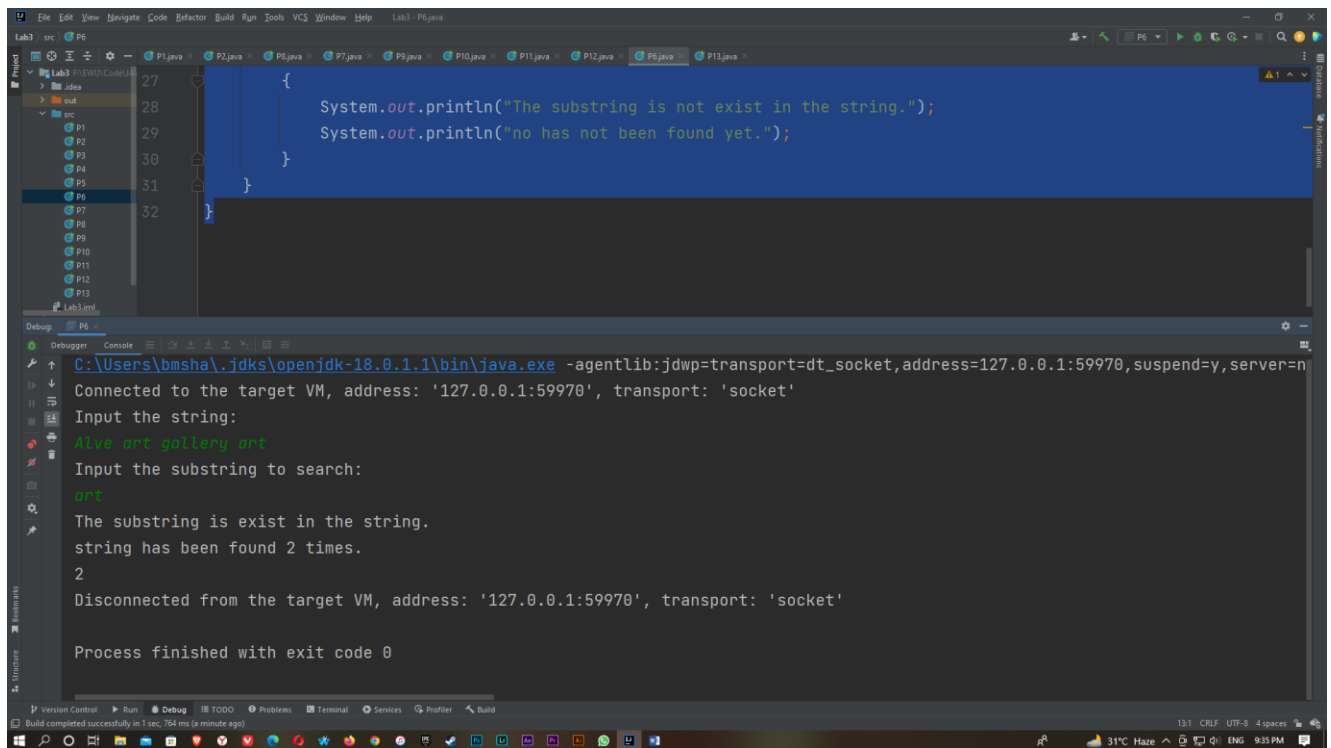 File Edit View Navigate Code Refactor Build Run Tools VCS Window Help Lab3 - P6.java
Lab3 src P6 P6
Project P1.java P2.java P8.java P7.java P9.java P10.java P11.java P12.java P6.java P13.java
Lab3 F:\EWU\Code\JA
.idea
out
src
P1
P2
P3
P4
P5
P6
P7
P8
P9
P10
P11
P12
P13
Lab3.iml
27 {
28 System.out.println("The substring is not exist in the string.");
29 System.out.println("no has not been found yet.");
30 }
31 }
32 }
1
Database
Notifications
Debug: P6
Debugger Console
C:\Users\bmsha\.jdks\openjdk-18.0.1.1\bin\java.exe -agentlib:jdwp=transport=dt_socket,address=127.0.0.1:59970,suspend=y,server=n
Connected to the target VM, address: '127.0.0.1:59970', transport: 'socket'
Input the string:
Alve art gallery art
Input the substring to search:
art
The substring is exist in the string.
string has been found 2 times.
2
Disconnected from the target VM, address: '127.0.0.1:59970', transport: 'socket'
Process finished with exit code 0
Bookmarks
Structure
Version Control Run Debug TODO Problems Terminal Services Profiler Build
Build completed successfully in 1 sec, 764 ms (a minute ago) 13:1 CRLF UTF-8 4 spaces
31°C Haze ENG 9:35 PM